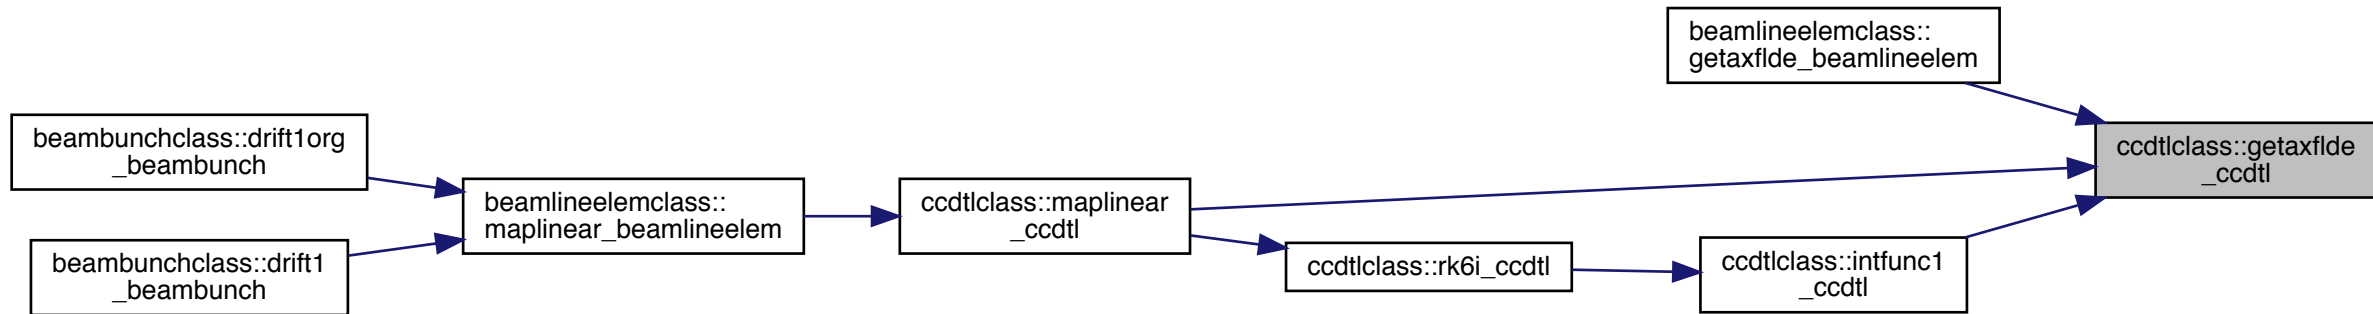 beamlineelemclass::
getaxflde_beamlineelem
beambunchclass::drift1org
_beambunch
ccdtlclass::getaxflde
_ccdtl
beamlineelemclass::
maplinear_beamlineelem
ccdtlclass::maplinear
_ccdtl
beambunchclass::drift1
_beambunch
ccdtlclass::rk6i_ccdtl
ccdtlclass::intfunc1
_ccdtl